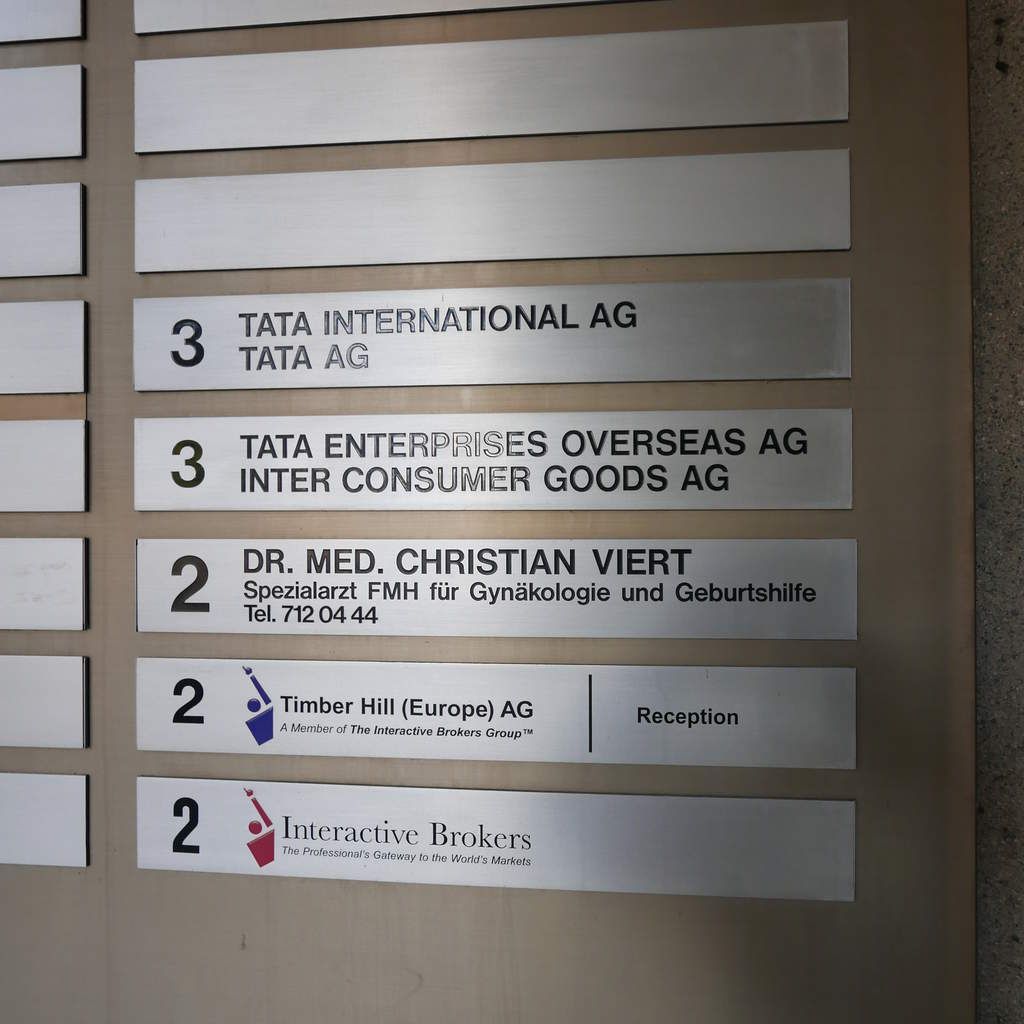 3 TATA INTERNATIONAL AG
TATA AG
3 TATA ENTERPRISES OVERSEAS AG
INTER CONSUMER GOODS AG
2 DR. MED. CHRISTIAN VIERT
Spezialarzt FMH für Gynäkologie und Geburtshilfe
Tel. 712 04 44
2 Timber Hill (Europe) AG | Reception
A Member of The Interactive Brokers Group™
2 Interactive Brokers
The Professional's Gateway to the World's Markets